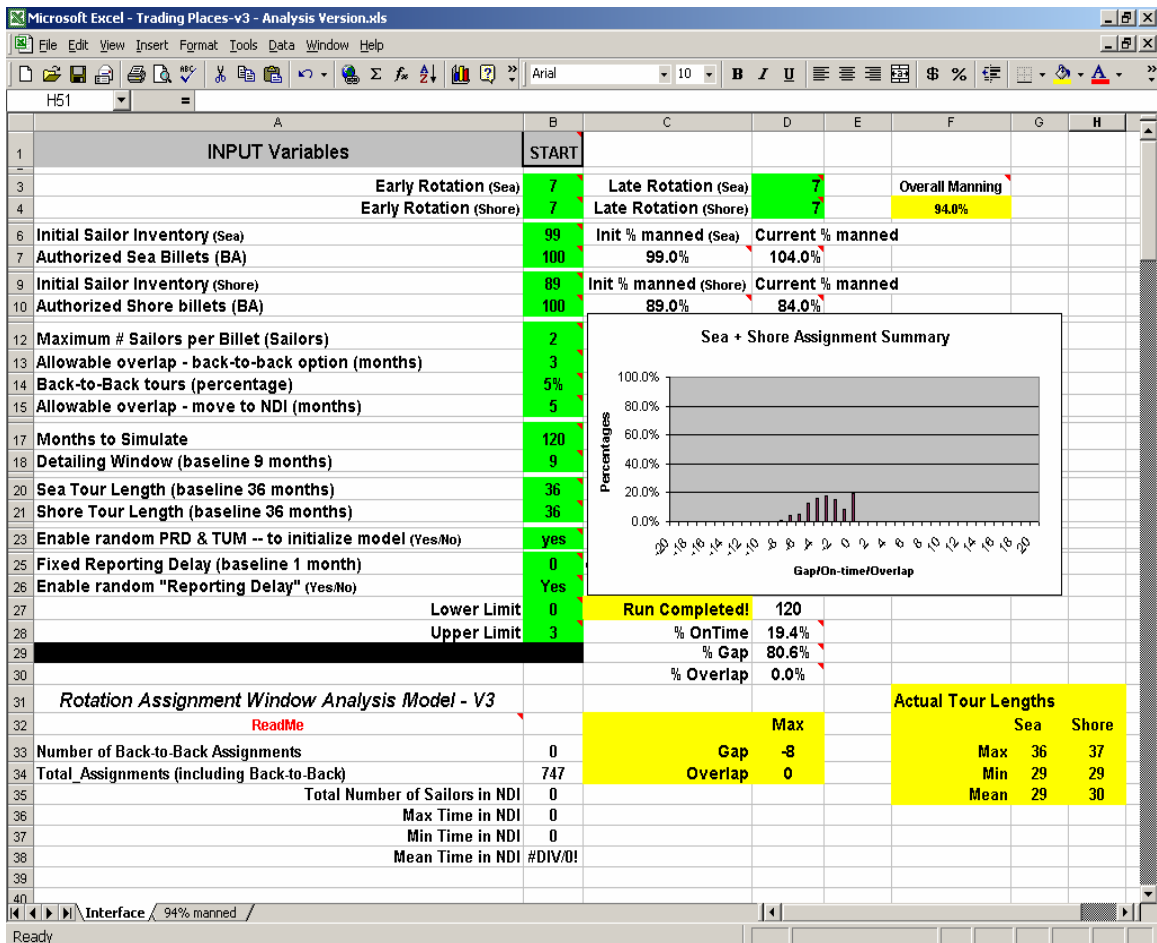 Microsoft Excel - Trading Places-v3 - Analysis Version.xls
File Edit View Insert Format Tools Data Window Help
Arial 10 B I U $ %
H51 =
A B C D E F G H
1 INPUT Variables START
3 Early Rotation (Sea) 7 Late Rotation (Sea) 7 Overall Manning
4 Early Rotation (Shore) 7 Late Rotation (Shore) 7 94.0%
6 Initial Sailor Inventory (Sea) 99 Init % manned (Sea) Current % manned
7 Authorized Sea Billets (BA) 100 99.0% 104.0%
9 Initial Sailor Inventory (Shore) 89 Init % manned (Shore) Current % manned
10 Authorized Shore billets (BA) 100 89.0% 84.0%
12 Maximum # Sailors per Billet (Sailors) 2
13 Allowable overlap - back-to-back option (months) 3
14 Back-to-Back tours (percentage) 5%
15 Allowable overlap - move to NDI (months) 5
17 Months to Simulate 120
18 Detailing Window (baseline 9 months) 9
20 Sea Tour Length (baseline 36 months) 36
21 Shore Tour Length (baseline 36 months) 36
23 Enable random PRD & TUM -- to initialize model (Yes/No) yes
25 Fixed Reporting Delay (baseline 1 month) 0
26 Enable random "Reporting Delay" (Yes/No) Yes
Sea + Shore Assignment Summary
100.0%
80.0%
60.0%
40.0%
20.0%
0.0%
Percentages
-20 -18 -16 -14 -12 -10 -8 -6 -4 -2 0 2 4 6 8 10 12 14 16 18 20
Gap/On-time/Overlap
27 Lower Limit 0 Run Completed! 120
28 Upper Limit 3 % OnTime 19.4%
29 % Gap 80.6%
30 % Overlap 0.0%
31 Rotation Assignment Window Analysis Model - V3 Actual Tour Lengths
32 ReadMe Max Sea Shore
33 Number of Back-to-Back Assignments 0 Gap -8 Max 36 37
34 Total_Assignments (including Back-to-Back) 747 Overlap 0 Min 29 29
35 Total Number of Sailors in NDI 0 Mean 29 30
36 Max Time in NDI 0
37 Min Time in NDI 0
38 Mean Time in NDI #DIV/0!
39
40
Interface 94% manned
Ready